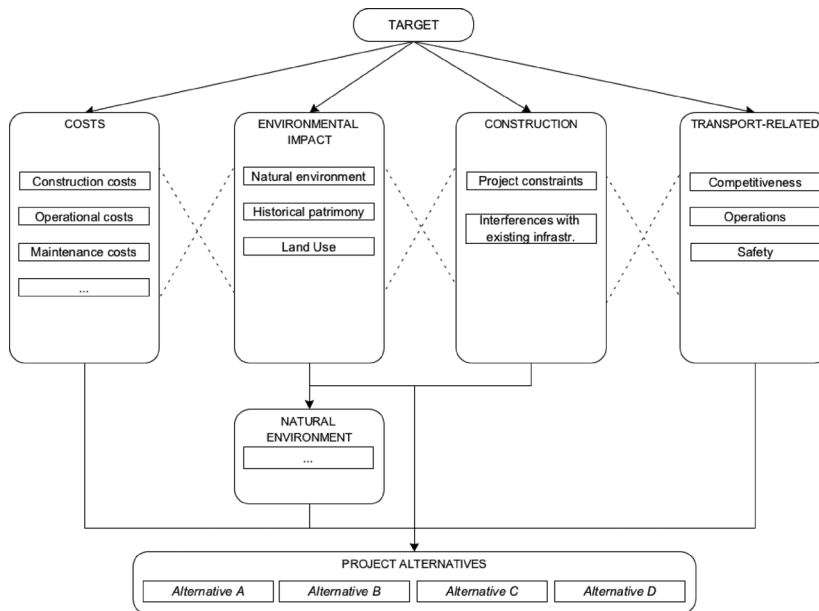 TARGET
COSTS
Construction costs
Operational costs
Maintenance costs
...
ENVIRONMENTAL
IMPACT
Natural environment
Historical patrimony
Land Use
CONSTRUCTION
Project constraints
Interferences with
existing infrastr.
TRANSPORT-RELATED
Competitiveness
Operations
Safety
NATURAL
ENVIRONMENT
...
PROJECT ALTERNATIVES
Alternative A
Alternative B
Alternative C
Alternative D